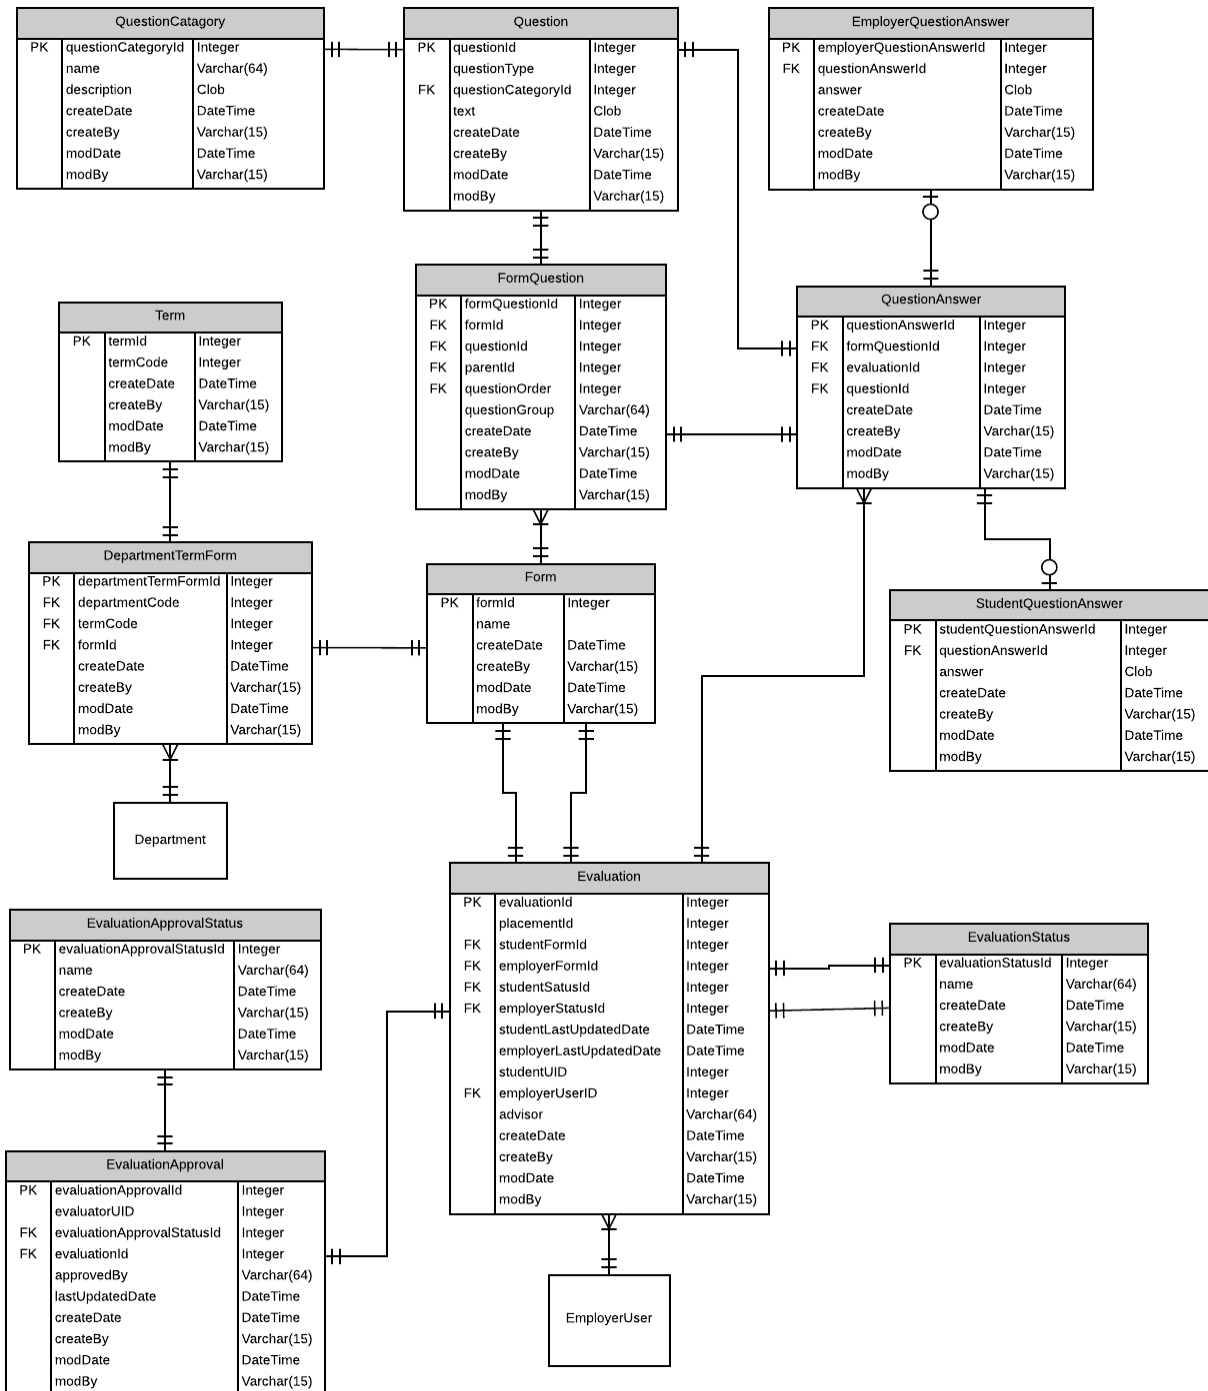 QuestionCatagory
PK questionCategoryId Integer
name Varchar(64)
description Clob
createDate DateTime
createBy Varchar(15)
modDate DateTime
modBy Varchar(15)
Question
PK questionId Integer
questionType Integer
FK questionCategoryId Integer
text Clob
createDate DateTime
createBy Varchar(15)
modDate DateTime
modBy Varchar(15)
EmployerQuestionAnswer
PK employerQuestionAnswerId Integer
FK questionAnswerId Integer
answer Clob
createDate DateTime
createBy Varchar(15)
modDate DateTime
modBy Varchar(15)
Term
PK termId Integer
termCode Integer
createDate DateTime
createBy Varchar(15)
modDate DateTime
modBy Varchar(15)
FormQuestion
PK formQuestionId Integer
FK formId Integer
FK questionId Integer
FK parentId Integer
FK questionOrder Integer
questionGroup Varchar(64)
createDate DateTime
createBy Varchar(15)
modDate DateTime
modBy Varchar(15)
QuestionAnswer
PK questionAnswerId Integer
FK formQuestionId Integer
FK evaluationId Integer
FK questionId Integer
createDate DateTime
createBy Varchar(15)
modDate DateTime
modBy Varchar(15)
DepartmentTermForm
PK departmentTermFormId Integer
FK departmentCode Integer
FK termCode Integer
FK formId Integer
createDate DateTime
createBy Varchar(15)
modDate DateTime
modBy Varchar(15)
Form
PK formId Integer
name
createDate DateTime
createBy Varchar(15)
modDate DateTime
modBy Varchar(15)
StudentQuestionAnswer
PK studentQuestionAnswerId Integer
FK questionAnswerId Integer
answer Clob
createDate DateTime
createBy Varchar(15)
modDate DateTime
modBy Varchar(15)
Department
EvaluationApprovalStatus
PK evaluationApprovalStatusId Integer
name Varchar(64)
createDate DateTime
createBy Varchar(15)
modDate DateTime
modBy Varchar(15)
Evaluation
PK evaluationId Integer
placementId Integer
FK studentFormId Integer
FK employerFormId Integer
FK studentSatusId Integer
FK employerStatusId Integer
studentLastUpdatedDate DateTime
employerLastUpdatedDate DateTime
studentUID Integer
FK employerUserID Integer
advisor Varchar(64)
createDate DateTime
createBy Varchar(15)
modDate DateTime
modBy Varchar(15)
EvaluationStatus
PK evaluationStatusId Integer
name Varchar(64)
createDate DateTime
createBy Varchar(15)
modDate DateTime
modBy Varchar(15)
EvaluationApproval
PK evaluationApprovalId Integer
evaluatorUID Integer
FK evaluationApprovalStatusId Integer
FK evaluationId Integer
approvedBy Varchar(64)
lastUpdatedDate DateTime
createDate DateTime
createBy Varchar(15)
modDate DateTime
modBy Varchar(15)
EmployerUser